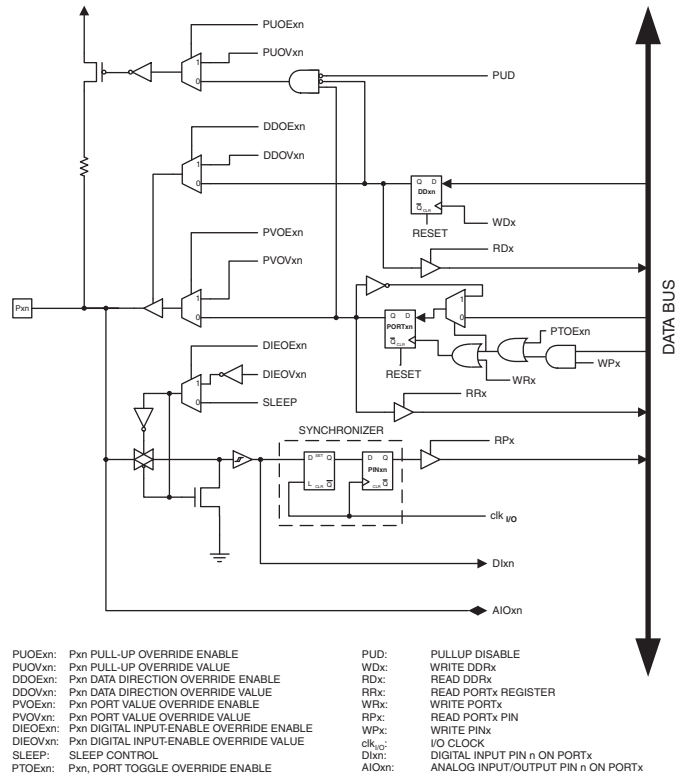 PUOExn
PUOVxn
1
0
PUD
DDOExn
DDOVxn
1
0
Q D
DDxn
Q CLR
WDx
RESET
RDx
PVOExn
PVOVxn
1
0
Pxn
DATA BUS
1
0
Q D
PORTxn
Q CLR
PTOExn
WPx
RESET
WRx
RRx
DIEOExn
DIEOVxn
1
0
SLEEP
SYNCHRONIZER
RPx
D SET Q
L CLR Q
D Q
PINxn
CLR Q
clk I/O
DIxn
AIOxn
PUOExn: Pxn PULL-UP OVERRIDE ENABLE
PUOVxn: Pxn PULL-UP OVERRIDE VALUE
DDOExn: Pxn DATA DIRECTION OVERRIDE ENABLE
DDOVxn: Pxn DATA DIRECTION OVERRIDE VALUE
PVOExn: Pxn PORT VALUE OVERRIDE ENABLE
PVOVxn: Pxn PORT VALUE OVERRIDE VALUE
DIEOExn: Pxn DIGITAL INPUT-ENABLE OVERRIDE ENABLE
DIEOVxn: Pxn DIGITAL INPUT-ENABLE OVERRIDE VALUE
SLEEP: SLEEP CONTROL
PTOExn: Pxn, PORT TOGGLE OVERRIDE ENABLE
PUD: PULLUP DISABLE
WDx: WRITE DDRx
RDx: READ DDRx
RRx: READ PORTx REGISTER
WRx: WRITE PORTx
RPx: READ PORTx PIN
WPx: WRITE PINx
clkI/O: I/O CLOCK
DIxn: DIGITAL INPUT PIN n ON PORTx
AIOxn: ANALOG INPUT/OUTPUT PIN n ON PORTx